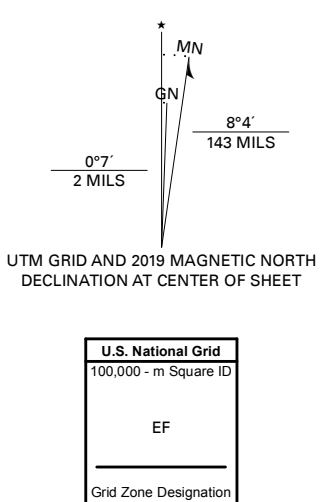 ★
MN
GN
8°4´
143 MILS
0°7´
2 MILS
UTM GRID AND 2019 MAGNETIC NORTH
DECLINATION AT CENTER OF SHEET
U.S. National Grid
100,000 - m Square ID
EF
Grid Zone Designation